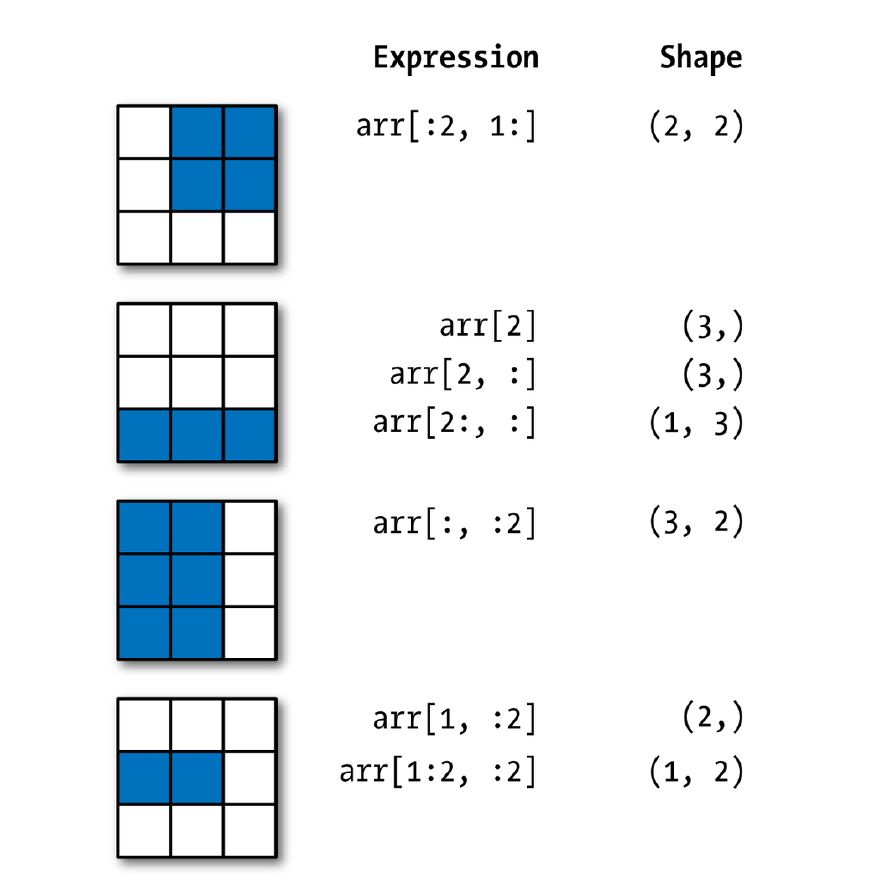 Expression Shape
arr[:2, 1:] (2, 2)
arr[2] (3,)
arr[2, :] (3,)
arr[2:, :] (1, 3)
arr[:, :2] (3, 2)
arr[1, :2] (2,)
arr[1:2, :2] (1, 2)